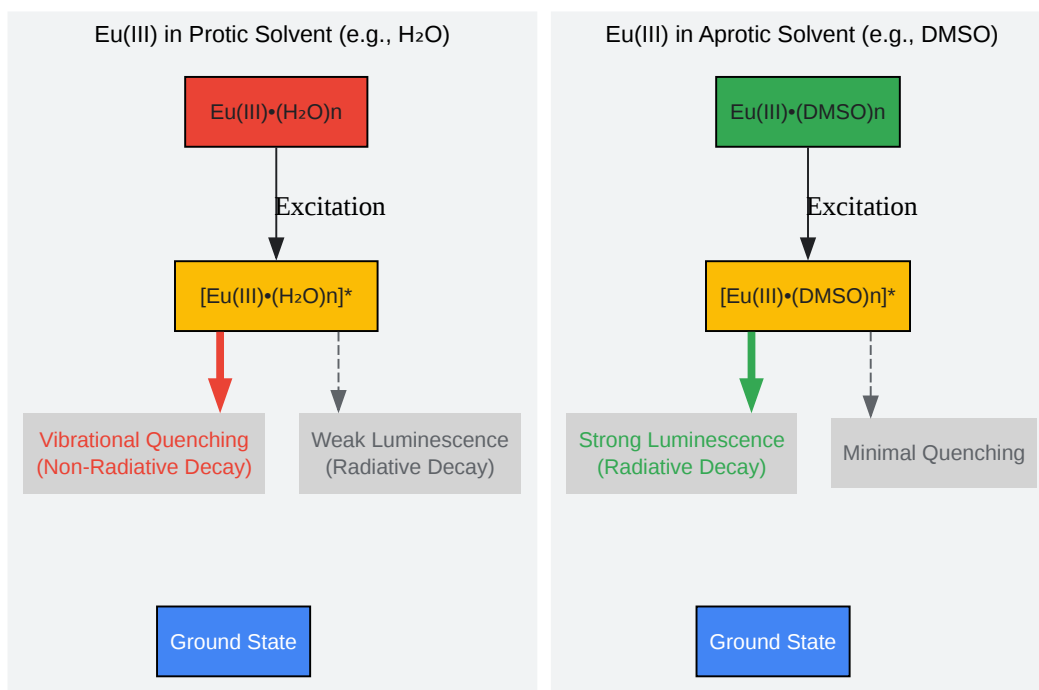 Eu(III) in Protic Solvent (e.g., H₂O)
Eu(III)•(H₂O)n
Excitation
[Eu(III)•(H₂O)n]*
Vibrational Quenching
(Non-Radiative Decay)
Weak Luminescence
(Radiative Decay)
Ground State
Eu(III) in Aprotic Solvent (e.g., DMSO)
Eu(III)•(DMSO)n
Excitation
[Eu(III)•(DMSO)n]*
Strong Luminescence
(Radiative Decay)
Minimal Quenching
Ground State